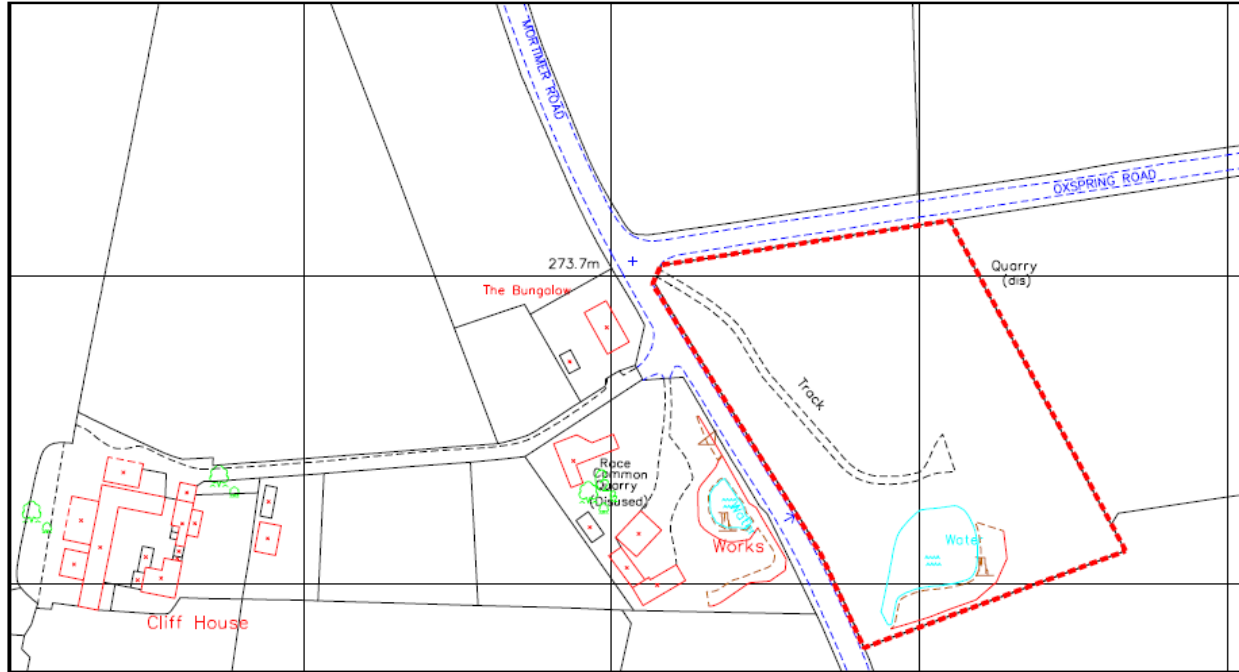 MORTIMER ROAD
OXSPRING ROAD
273.7m
Quarry
(dis)
The Bungalow
Track
Race
Common
Quarry
(Disused)
Water
Works
Water
Cliff House